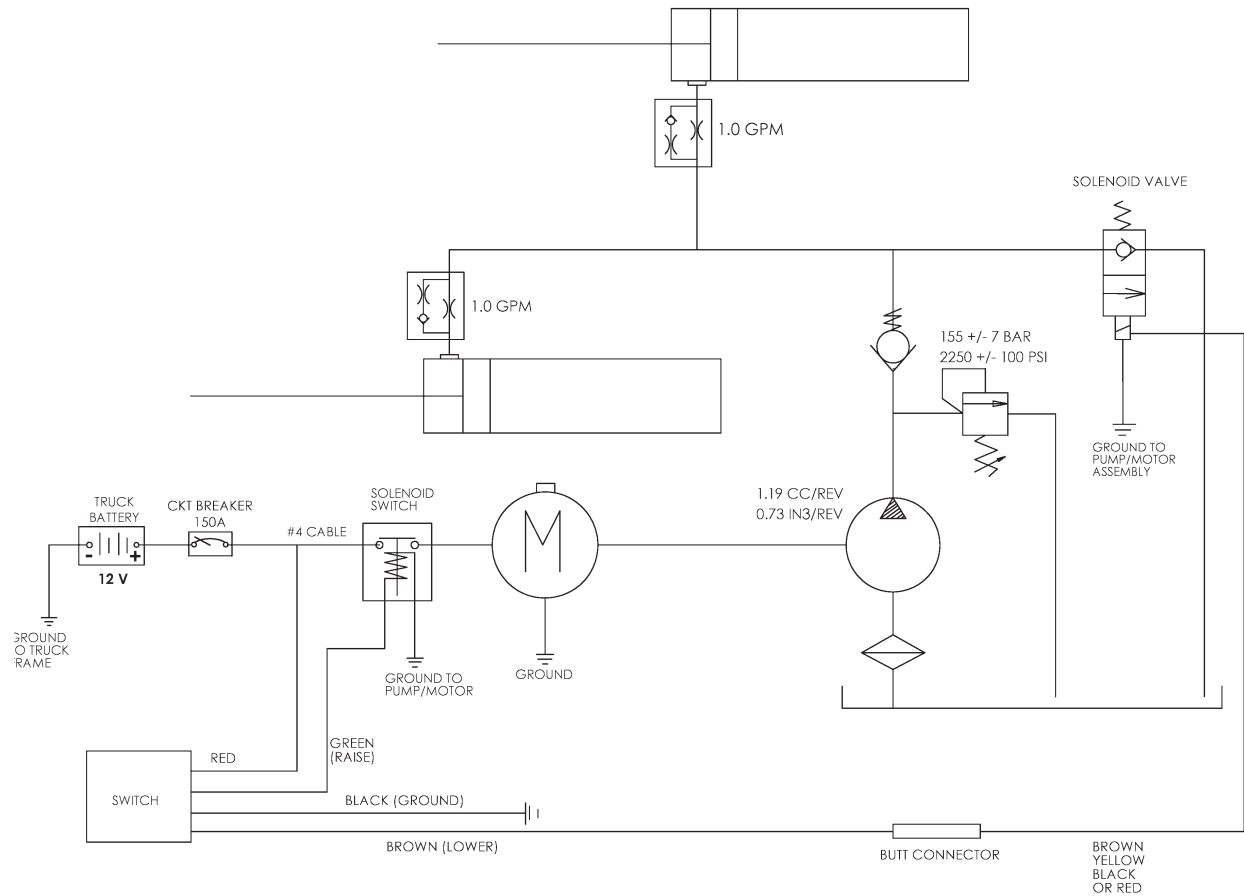 1.0 GPM
SOLENOID VALVE
1.0 GPM
155 +/- 7 BAR
2250 +/- 100 PSI
GROUND TO
PUMP/MOTOR
ASSEMBLY
1.19 CC/REV
0.73 IN3/REV
TRUCK
BATTERY
CKT BREAKER
150A
#4 CABLE
SOLENOID
SWITCH
M
- +
12 V
GROUND
TO TRUCK
FRAME
GROUND TO
PUMP/MOTOR
GROUND
GREEN
(RAISE)
RED
SWITCH
BLACK (GROUND)
BROWN (LOWER)
BUTT CONNECTOR
BROWN
YELLOW
BLACK
OR RED